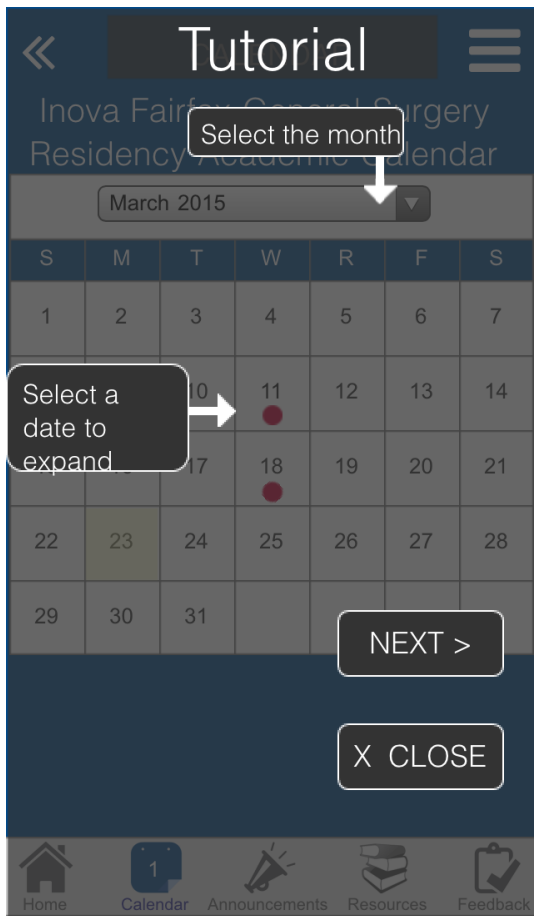 Tutorial
Inova Fairfax General Surgery
Residency Academic Calendar
Select the month
March 2015
S M T W R F S
1 2 3 4 5 6 7
10 11 12 13 14
Select a
date to
expand
17 18 19 20 21
22 23 24 25 26 27 28
29 30 31
NEXT >
X CLOSE
1
Home Calendar Announcements Resources Feedback